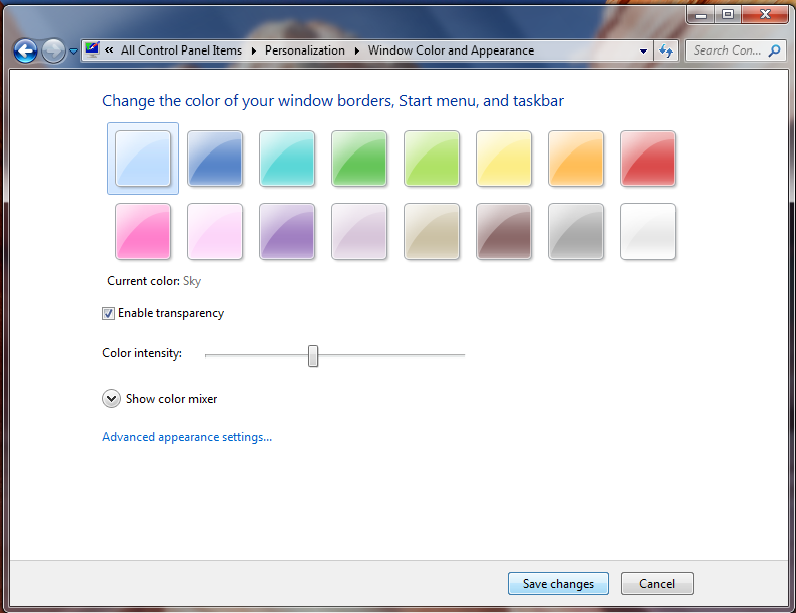 « All Control Panel Items Personalization Window Color and Appearance Search Con...
Change the color of your window borders, Start menu, and taskbar
Current color: Sky
Enable transparency
Color intensity:
Show color mixer
Advanced appearance settings...
Save changes Cancel